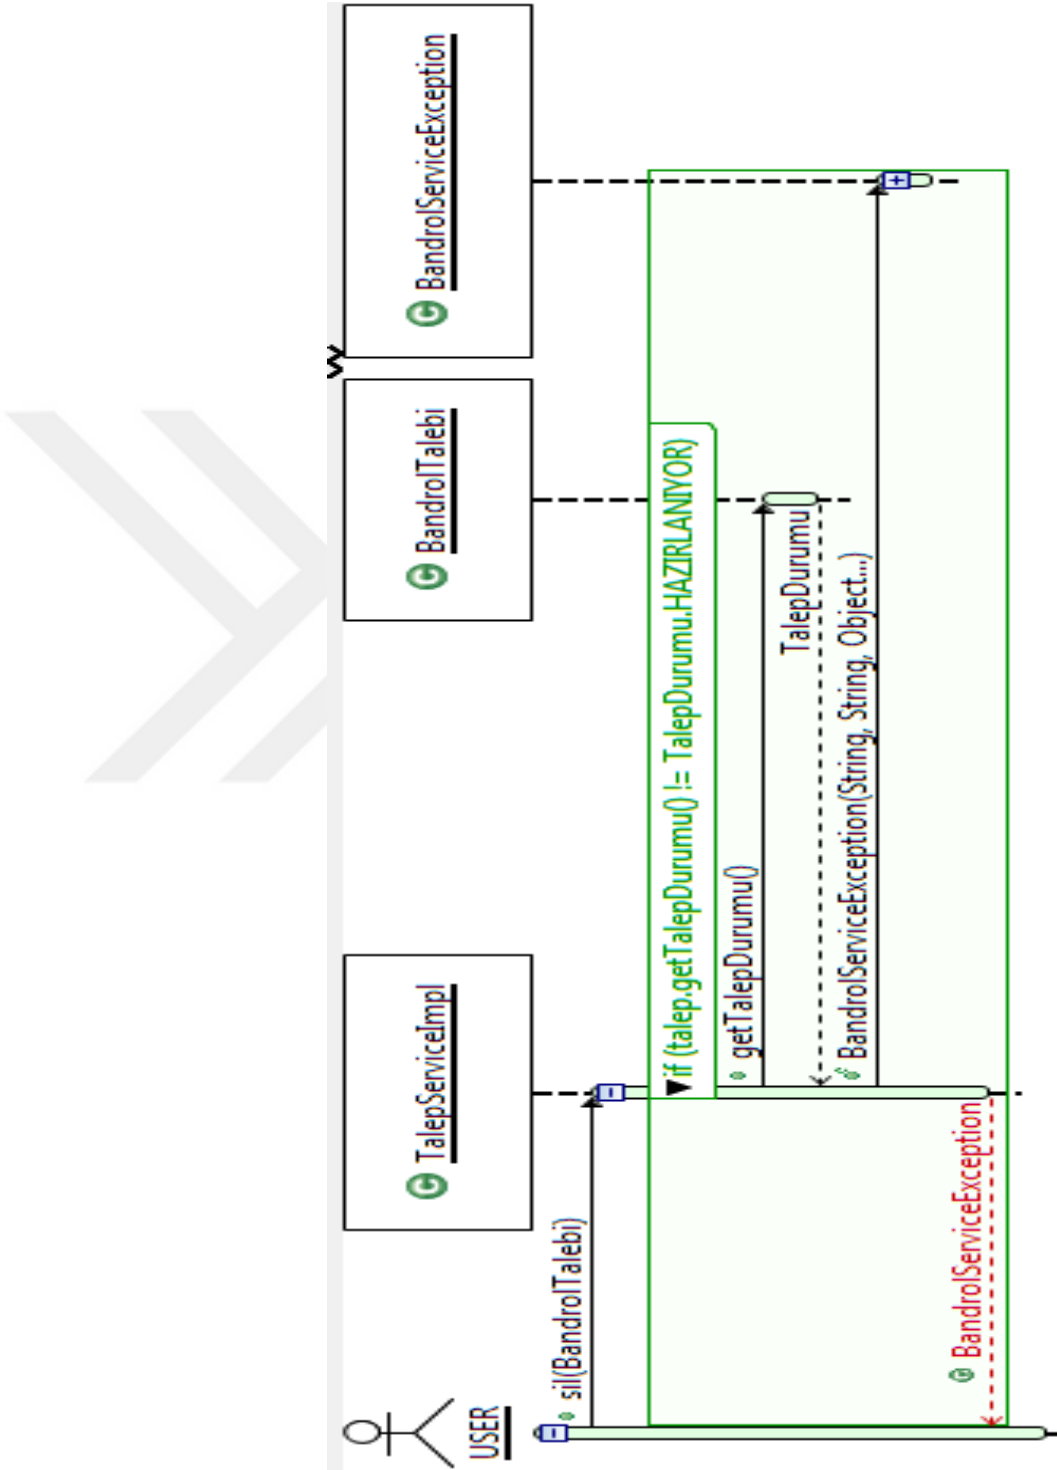 USER
TalepServiceImpl
BandrolTalebi
BandrolServiceException
sil(BandrolTalebi)
if (talep.getTalepDurumu() != TalepDurumu.HAZIRLANIYOR)
getTalepDurumu()
TalepDurumu
BandrolServiceException(String, String, Object...)
BandrolServiceException